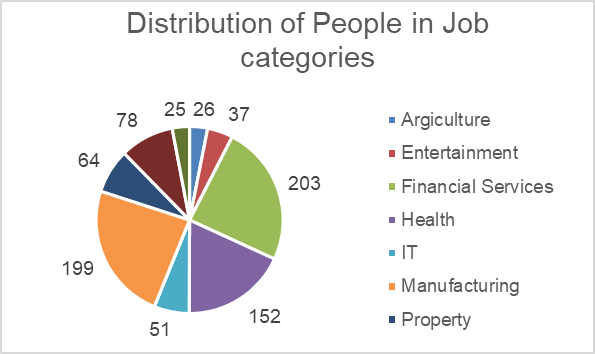 Distribution of People in Job
categories
25 26 37
78
64
203
199
51
152
Argiculture
Entertainment
Financial Services
Health
IT
Manufacturing
Property